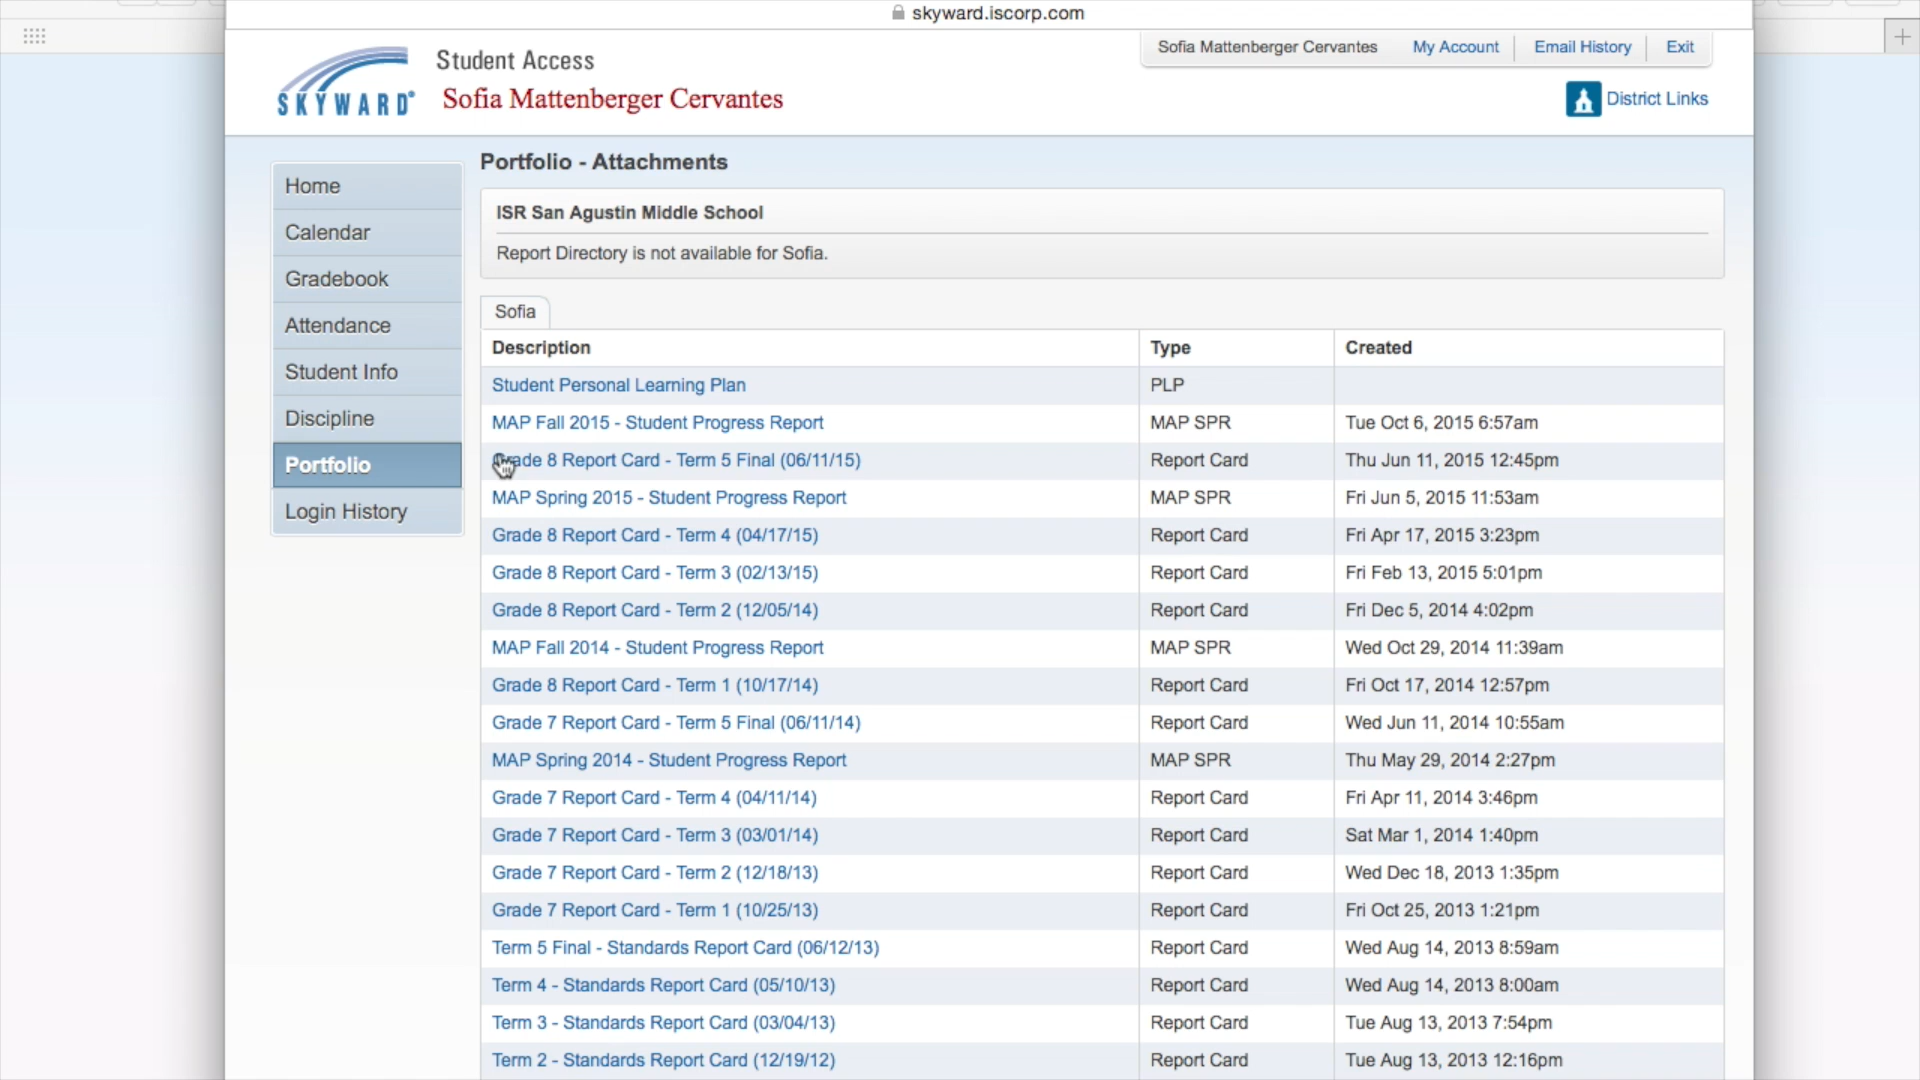 skyward.iscorp.com
Sofia Mattenberger Cervantes My Account Email History Exit
SKYWARD®
Student Access
Sofia Mattenberger Cervantes
District Links
Home
Calendar
Gradebook
Attendance
Student Info
Discipline
Portfolio
Login History
Portfolio - Attachments
ISR San Agustin Middle School
Report Directory is not available for Sofia.
Sofia
Description Type Created
Student Personal Learning Plan PLP
MAP Fall 2015 - Student Progress Report MAP SPR Tue Oct 6, 2015 6:57am
Grade 8 Report Card - Term 5 Final (06/11/15) Report Card Thu Jun 11, 2015 12:45pm
MAP Spring 2015 - Student Progress Report MAP SPR Fri Jun 5, 2015 11:53am
Grade 8 Report Card - Term 4 (04/17/15) Report Card Fri Apr 17, 2015 3:23pm
Grade 8 Report Card - Term 3 (02/13/15) Report Card Fri Feb 13, 2015 5:01pm
Grade 8 Report Card - Term 2 (12/05/14) Report Card Fri Dec 5, 2014 4:02pm
MAP Fall 2014 - Student Progress Report MAP SPR Wed Oct 29, 2014 11:39am
Grade 8 Report Card - Term 1 (10/17/14) Report Card Fri Oct 17, 2014 12:57pm
Grade 7 Report Card - Term 5 Final (06/11/14) Report Card Wed Jun 11, 2014 10:55am
MAP Spring 2014 - Student Progress Report MAP SPR Thu May 29, 2014 2:27pm
Grade 7 Report Card - Term 4 (04/11/14) Report Card Fri Apr 11, 2014 3:46pm
Grade 7 Report Card - Term 3 (03/01/14) Report Card Sat Mar 1, 2014 1:40pm
Grade 7 Report Card - Term 2 (12/18/13) Report Card Wed Dec 18, 2013 1:35pm
Grade 7 Report Card - Term 1 (10/25/13) Report Card Fri Oct 25, 2013 1:21pm
Term 5 Final - Standards Report Card (06/12/13) Report Card Wed Aug 14, 2013 8:59am
Term 4 - Standards Report Card (05/10/13) Report Card Wed Aug 14, 2013 8:00am
Term 3 - Standards Report Card (03/04/13) Report Card Tue Aug 13, 2013 7:54pm
Term 2 - Standards Report Card (12/19/12) Report Card Tue Aug 13, 2013 12:16pm